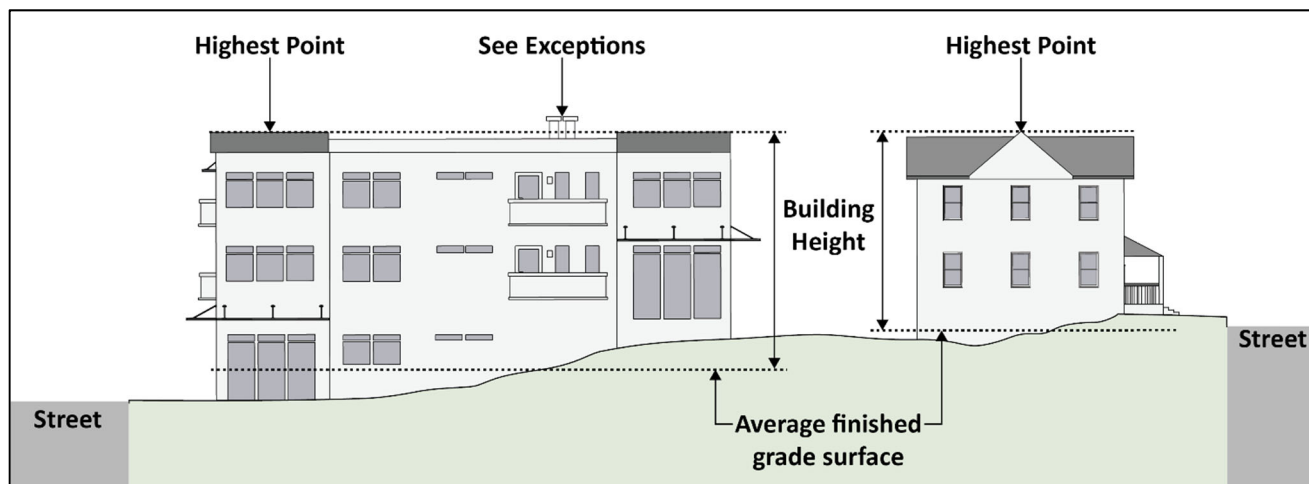 Highest Point
See Exceptions
Highest Point
Building
Height
Street
Street
Average finished
grade surface